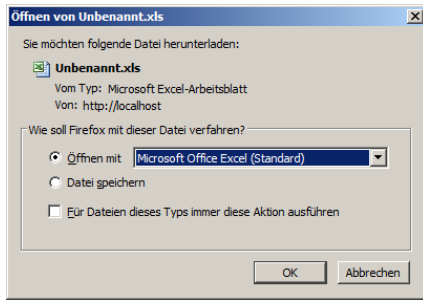 Öffnen von Unbenannt.xls
Sie möchten folgende Datei herunterladen:
Unbenannt.xls
Vom Typ: Microsoft Excel-Arbeitsblatt
Von: http://localhost
Wie soll Firefox mit dieser Datei verfahren?
Öffnen mit Microsoft Office Excel (Standard)
Datei speichern
Für Dateien dieses Typs immer diese Aktion ausführen
OK Abbrechen